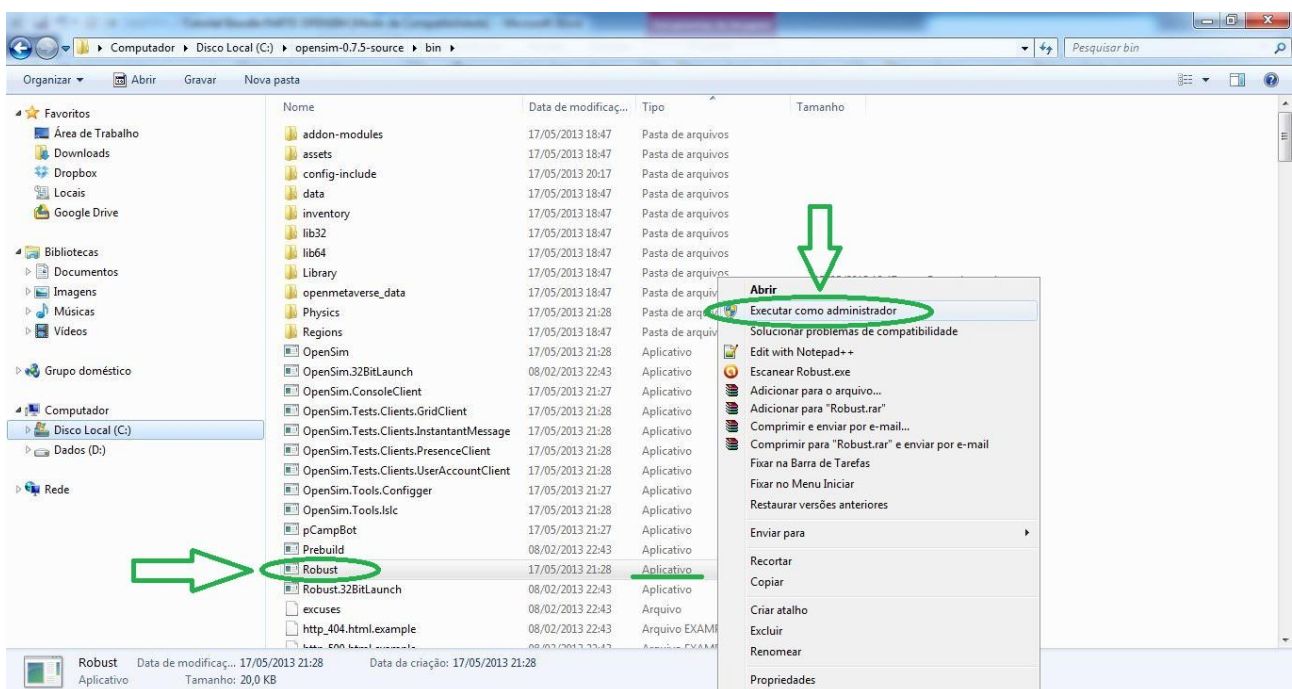 Computador ▸ Disco Local (C:) ▸ opensim-0.7.5-source ▸ bin ▸
Pesquisar bin
Organizar Abrir Gravar Nova pasta
Nome Data de modificaç... Tipo Tamanho
Favoritos
Área de Trabalho
Downloads
Dropbox
Locais
Google Drive
Bibliotecas
Documentos
Imagens
Músicas
Vídeos
Grupo doméstico
Computador
Disco Local (C:)
Dados (D:)
Rede
addon-modules 17/05/2013 18:47 Pasta de arquivos
assets 17/05/2013 18:47 Pasta de arquivos
config-include 17/05/2013 20:17 Pasta de arquivos
data 17/05/2013 18:47 Pasta de arquivos
inventory 17/05/2013 18:47 Pasta de arquivos
lib32 17/05/2013 18:47 Pasta de arquivos
lib64 17/05/2013 18:47 Pasta de arquivos
Library 17/05/2013 18:47 Pasta de arquivos
openmetaverse_data 17/05/2013 18:47 Pasta de arquiv
Physics 17/05/2013 21:28 Pasta de arqu
Regions 17/05/2013 18:47 Pasta de arquiv
OpenSim 17/05/2013 21:28 Aplicativo
OpenSim.32BitLaunch 08/02/2013 22:43 Aplicativo
OpenSim.ConsoleClient 17/05/2013 21:27 Aplicativo
OpenSim.Tests.Clients.GridClient 17/05/2013 21:28 Aplicativo
OpenSim.Tests.Clients.InstantantMessage 17/05/2013 21:28 Aplicativo
OpenSim.Tests.Clients.PresenceClient 17/05/2013 21:28 Aplicativo
OpenSim.Tests.Clients.UserAccountClient 17/05/2013 21:28 Aplicativo
OpenSim.Tools.Configger 17/05/2013 21:27 Aplicativo
OpenSim.Tools.lslc 17/05/2013 21:28 Aplicativo
pCampBot 17/05/2013 21:27 Aplicativo
Prebuild 08/02/2013 22:43 Aplicativo
Robust 17/05/2013 21:28 Aplicativo
Robust.32BitLaunch 08/02/2013 22:43 Aplicativo
excuses 08/02/2013 22:43 Arquivo
http_404.html.example 08/02/2013 22:43 Arquivo EXAMP
Abrir
Executar como administrador
Solucionar problemas de compatibilidade
Edit with Notepad++
Escanear Robust.exe
Adicionar para o arquivo...
Adicionar para "Robust.rar"
Comprimir e enviar por e-mail...
Comprimir para "Robust.rar" e enviar por e-mail
Fixar na Barra de Tarefas
Fixar no Menu Iniciar
Restaurar versões anteriores
Enviar para
Recortar
Copiar
Criar atalho
Excluir
Renomear
Propriedades
Robust Data de modificaç... 17/05/2013 21:28 Data da criação: 17/05/2013 21:28
Aplicativo Tamanho: 20,0 KB